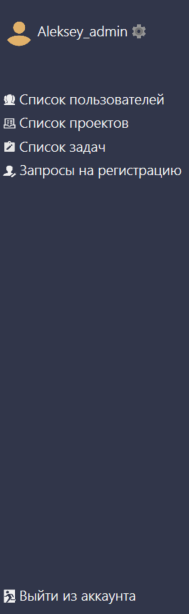 Aleksey_admin
Список пользователей
Список проектов
Список задач
Запросы на регистрацию
Выйти из аккаунта